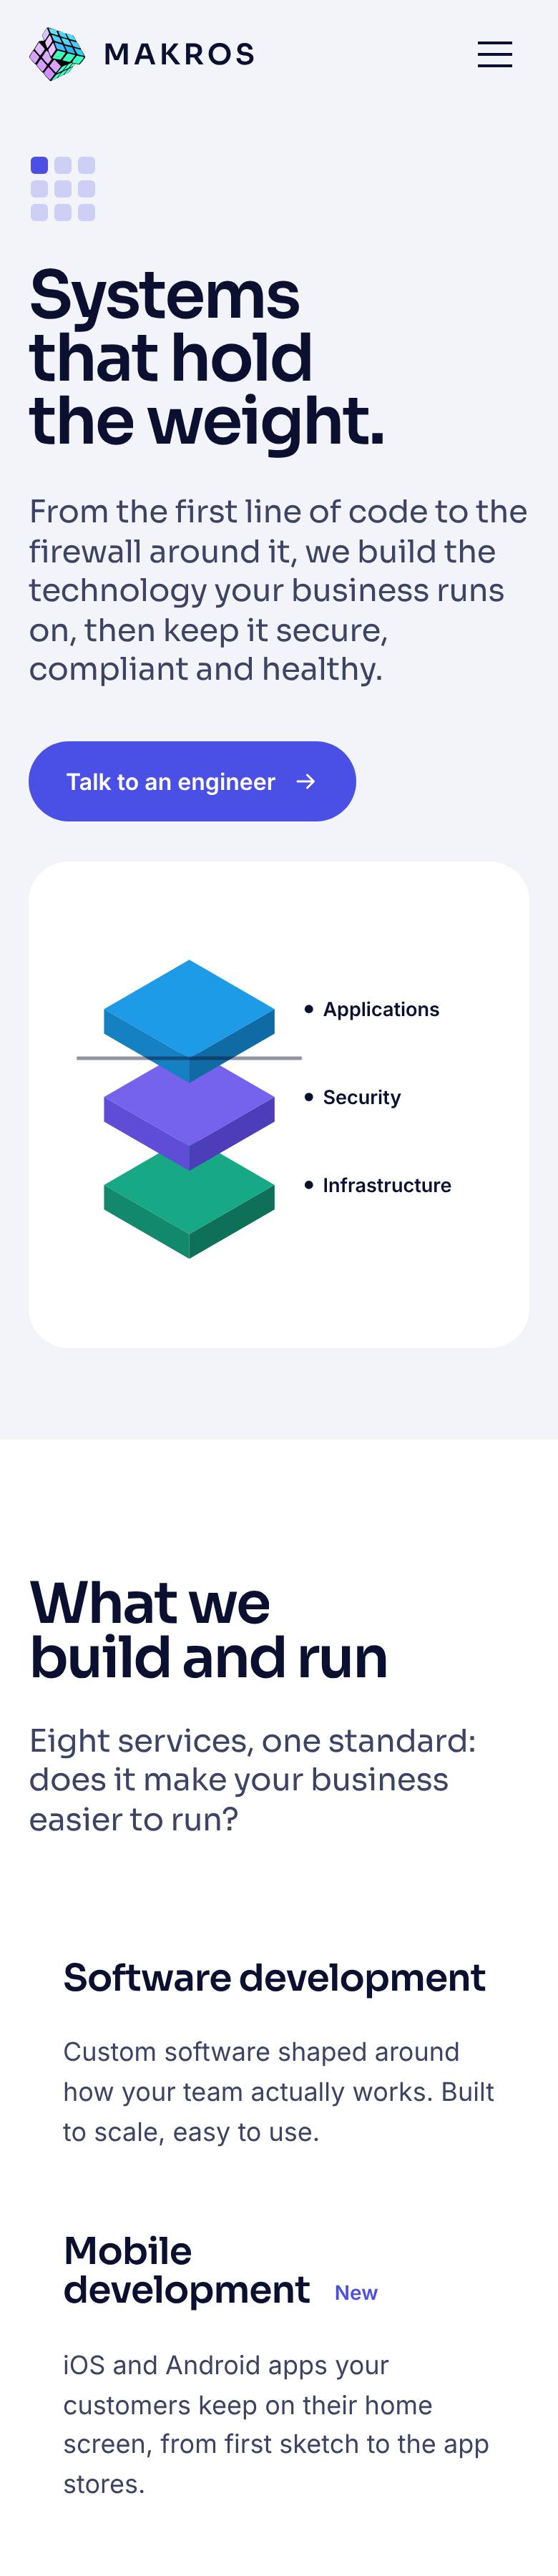 MAKROS
Systems
that hold
the weight.
From the first line of code to the
firewall around it, we build the
technology your business runs
on, then keep it secure,
compliant and healthy.
Talk to an engineer →
• Applications
• Security
• Infrastructure
What we
build and run
Eight services, one standard:
does it make your business
easier to run?
Software development
Custom software shaped around
how your team actually works. Built
to scale, easy to use.
Mobile
development New
iOS and Android apps your
customers keep on their home
screen, from first sketch to the app
stores.